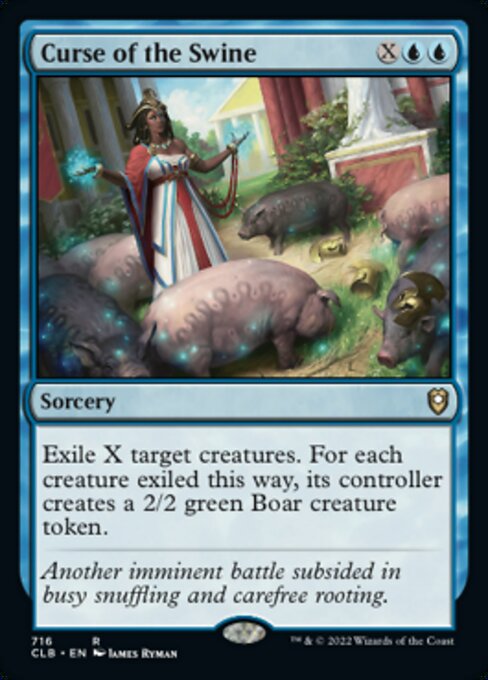 Curse of the Swine X
Sorcery
Exile X target creatures. For each
creature exiled this way, its controller
creates a 2/2 green Boar creature
token.
Another imminent battle subsided in
busy snuffling and carefree rooting.
716 R
CLB • EN James Ryman
™ & © 2022 Wizards of the Coast